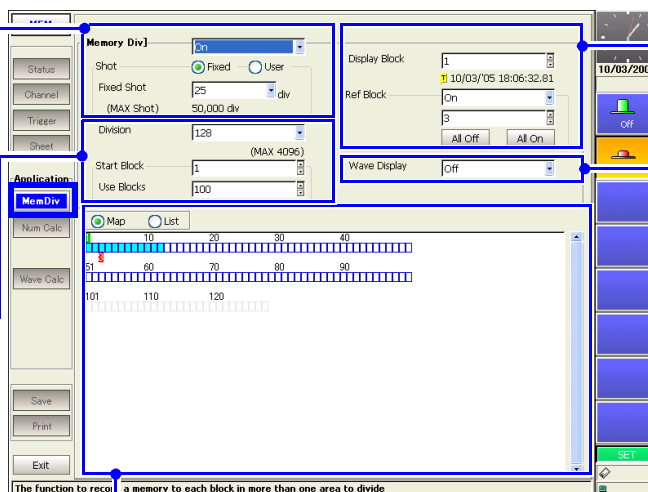 MEM
Status
Channel
Trigger
Sheet
Application
MemDiv
Num Calc
Wave Calc
Save
Print
Exit
Memory Div]
On
Shot
Fixed
User
Fixed Shot
25
div
(MAX Shot)
50,000 div
Division
128
(MAX 4096)
Start Block
1
Use Blocks
100
Display Block
1
T 10/03/'05 18:06:32.81
Ref Block
On
3
All Off
All On
Wave Display
Off
Map
List
1 10 20 30 40
3
51 60 70 80 90
101 110 120
10/03/200
Off
SET
The function to recor a memory to each block in more than one area to divide